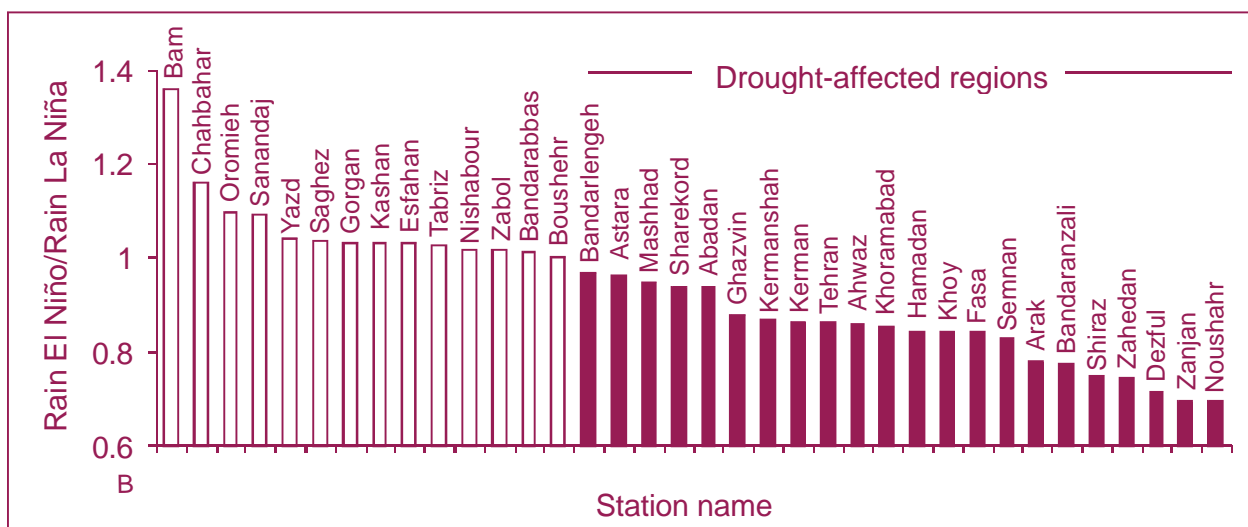 Rain El Niño/Rain La Niña
1.4
1.2
1
0.8
0.6
Drought-affected regions
Bam
Chahbahar
Oromieh
Sanandaj
Yazd
Saghez
Gorgan
Kashan
Esfahan
Tabriz
Nishabour
Zabol
Bandarabbas
Boushehr
Bandarlengeh
Astara
Mashhad
Sharekord
Abadan
Ghazvin
Kermanshah
Kerman
Tehran
Ahwaz
Khoramabad
Hamadan
Khoy
Fasa
Semnan
Arak
Bandaranzali
Shiraz
Zahedan
Dezful
Zanjan
Noushahr
B
Station name